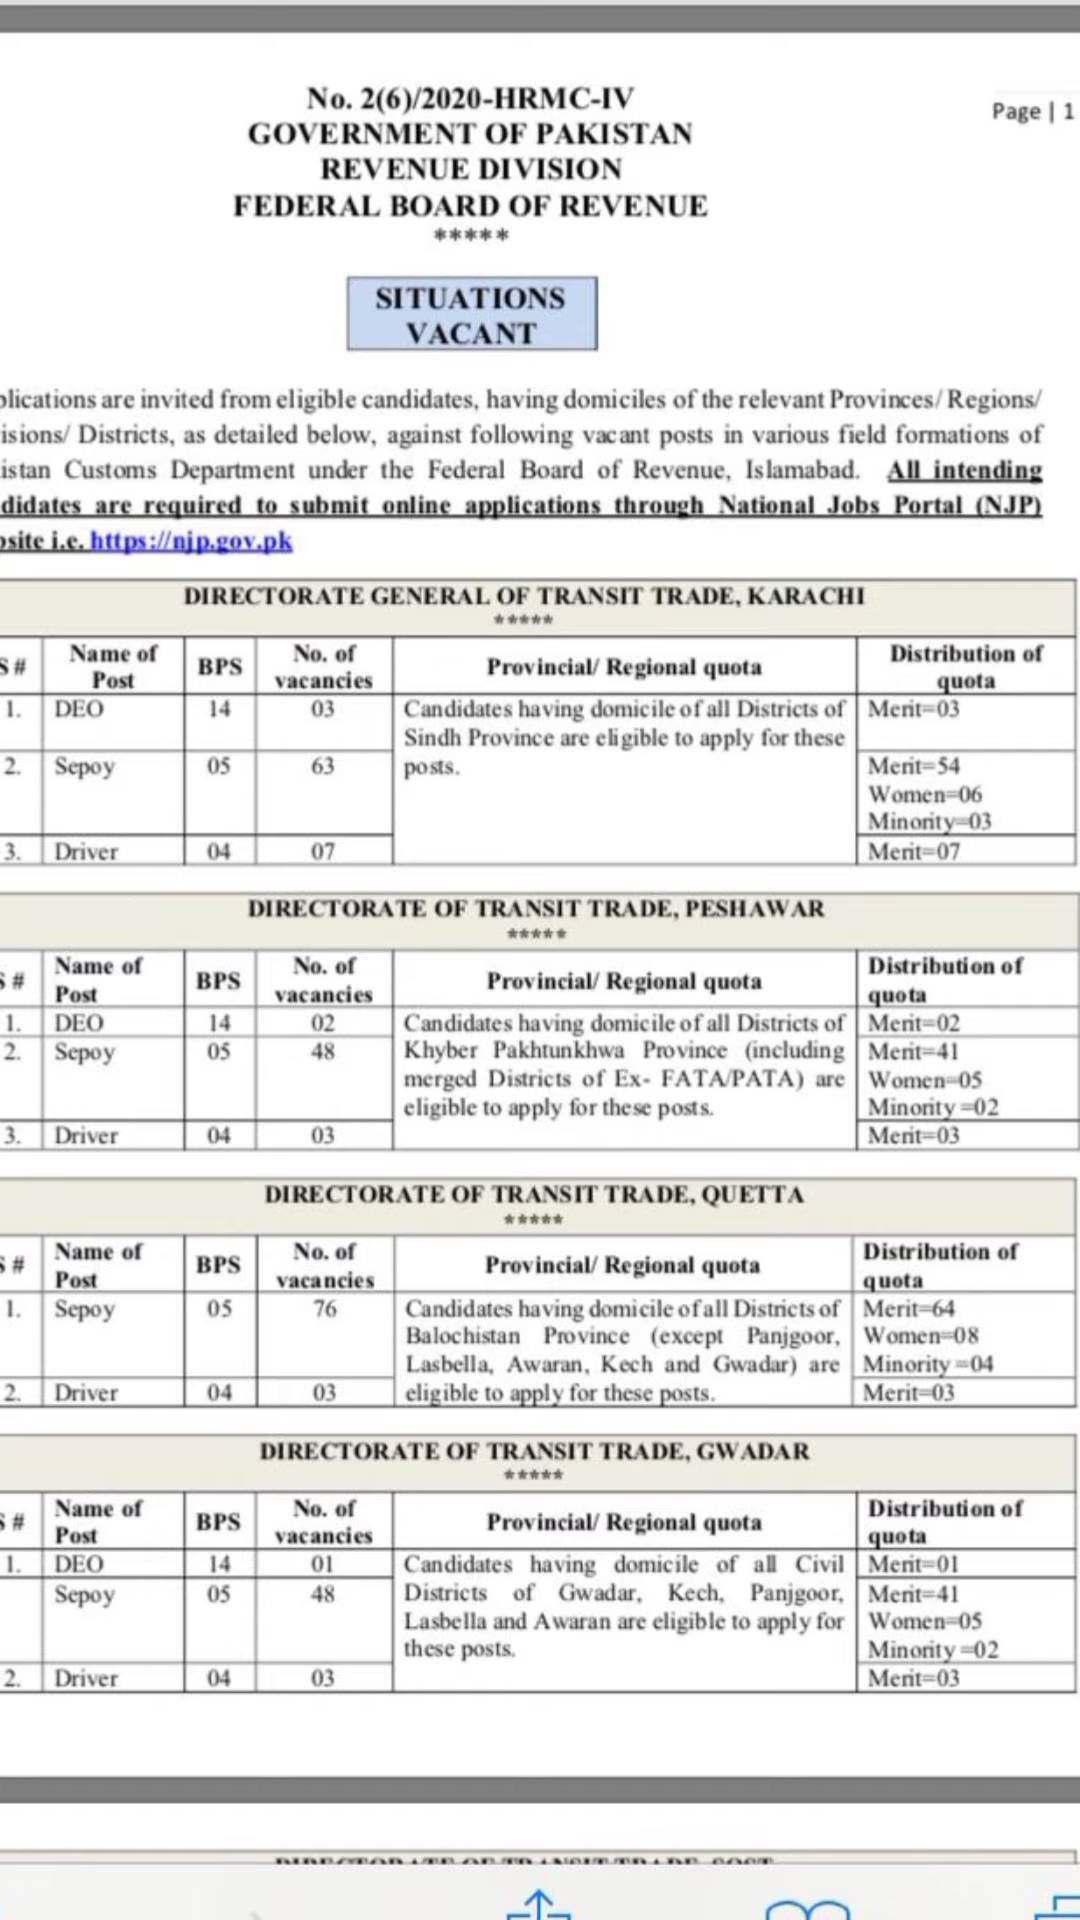 No. 2(6)/2020-HRMC-IV
Page | 1
GOVERNMENT OF PAKISTAN
REVENUE DIVISION
FEDERAL BOARD OF REVENUE
*****
SITUATIONS
VACANT
plications are invited from eligible candidates, having domiciles of the relevant Provinces/ Regions/
isions/ Districts, as detailed below, against following vacant posts in various field formations of
istan Customs Department under the Federal Board of Revenue, Islamabad. All intending
didates are required to submit online applications through National Jobs Portal (NJP)
site i.e. https://njp.gov.pk
DIRECTORATE GENERAL OF TRANSIT TRADE, KARACHI
*****
S # Name of Post BPS No. of vacancies Provincial/ Regional quota Distribution of quota
1. DEO 14 03 Candidates having domicile of all Districts of Merit=03
Sindh Province are eligible to apply for these
2. Sepoy 05 63 posts. Merit=54
Women=06
Minority=03
3. Driver 04 07 Merit=07
DIRECTORATE OF TRANSIT TRADE, PESHAWAR
*****
S # Name of Post BPS No. of vacancies Provincial/ Regional quota Distribution of quota
1. DEO 14 02 Candidates having domicile of all Districts of Merit=02
2. Sepoy 05 48 Khyber Pakhtunkhwa Province (including Merit=41
merged Districts of Ex- FATA/PATA) are Women=05
eligible to apply for these posts. Minority =02
3. Driver 04 03 Merit=03
DIRECTORATE OF TRANSIT TRADE, QUETTA
*****
S # Name of Post BPS No. of vacancies Provincial/ Regional quota Distribution of quota
1. Sepoy 05 76 Candidates having domicile of all Districts of Merit=64
Balochistan Province (except Panjgoor, Women=08
Lasbella, Awaran, Kech and Gwadar) are Minority =04
2. Driver 04 03 eligible to apply for these posts. Merit=03
DIRECTORATE OF TRANSIT TRADE, GWADAR
*****
S # Name of Post BPS No. of vacancies Provincial/ Regional quota Distribution of quota
1. DEO 14 01 Candidates having domicile of all Civil Merit=01
Sepoy 05 48 Districts of Gwadar, Kech, Panjgoor, Merit=41
Lasbella and Awaran are eligible to apply for Women=05
these posts. Minority =02
2. Driver 04 03 Merit=03
DIRECTORATE OF TRANSIT TRADE, SOST